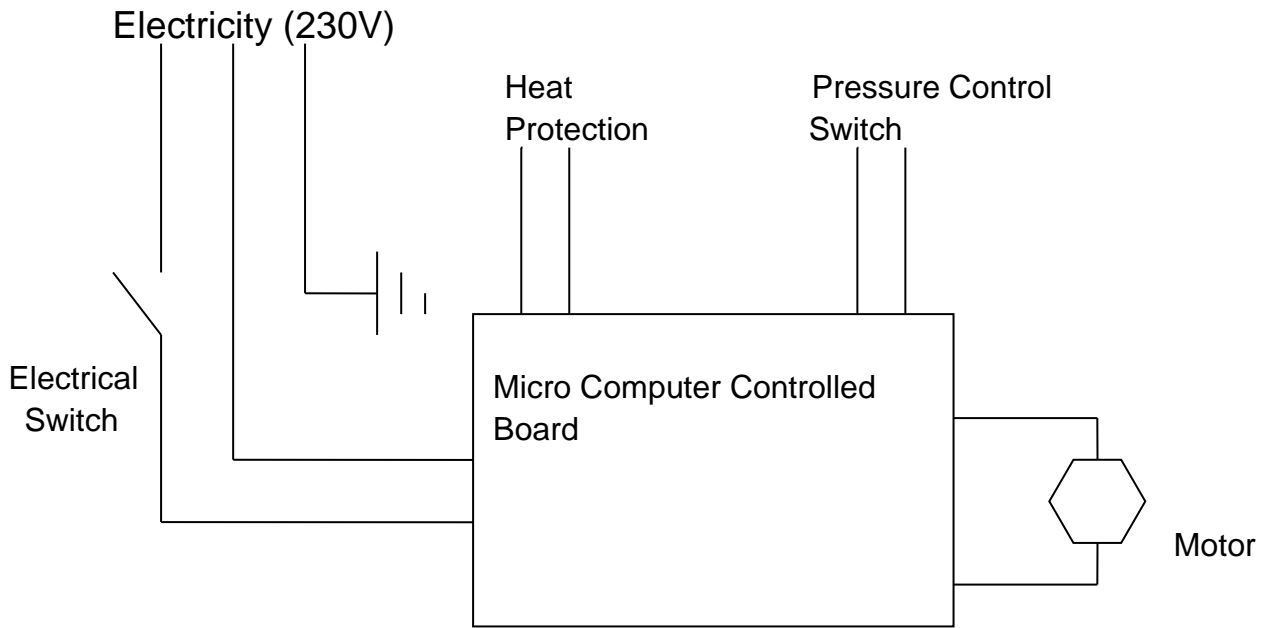 Electricity (230V)
Heat
Protection
Pressure Control
Switch
Electrical
Switch
Micro Computer Controlled
Board
Motor